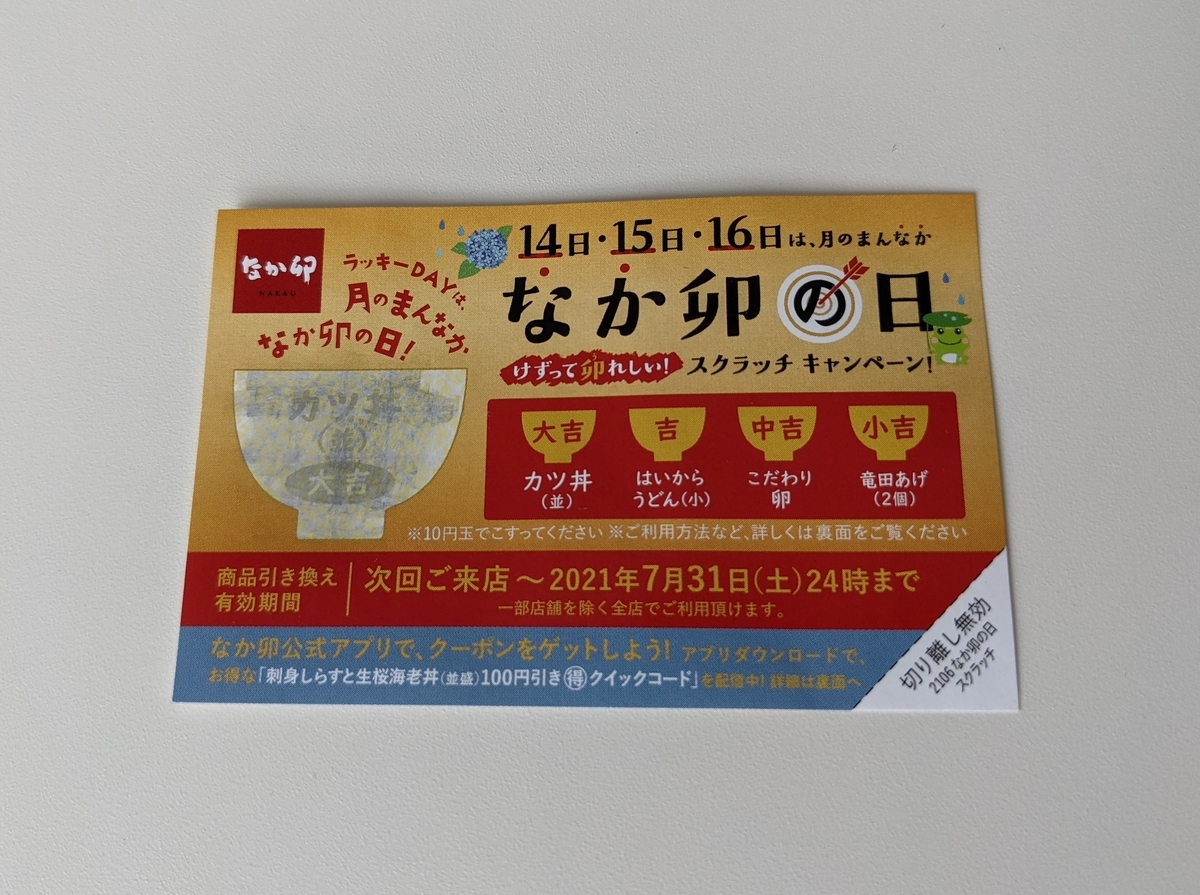 なか卯
NAKAU
ラッキーDAYは、
月のまんなか
なか卯の日!
14日・15日・16日は、月のまんなか
なか卯の日
けずって卯れしい! スクラッチ キャンペーン!
カツ丼
(並)
大吉
大吉
カツ丼
(並)
吉
はいから
うどん(小)
中吉
こだわり
卵
小吉
竜田あげ
(2個)
※10円玉でこすってください ※ご利用方法など、詳しくは裏面をご覧ください
商品引き換え
有効期間
次回ご来店~2021年7月31日(土)24時まで
一部店舗を除く全店でご利用頂けます。
なか卯公式アプリで、クーポンをゲットしよう! アプリダウンロードで、
お得な「刺身しらすと生桜海老丼(並盛)100円引き得クイックコード」を配信中! 詳細は裏面へ
切り離し無効
2106 なか卯の日
スクラッチ